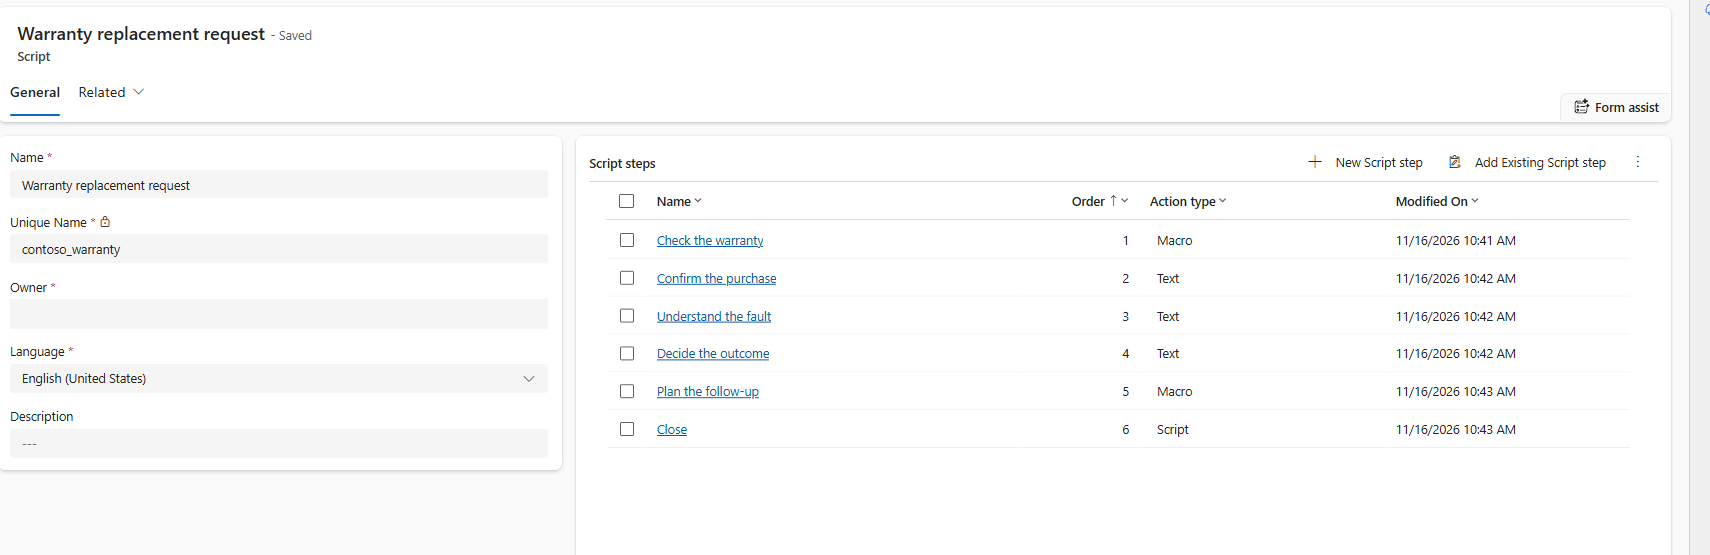 Warranty replacement request - Saved
Script
General Related
Form assist
Name *
Warranty replacement request
Unique Name *
contoso_warranty
Owner *
Language *
English (United States)
Description
---
Script steps New Script step Add Existing Script step
Name Order Action type Modified On
Check the warranty 1 Macro 11/16/2026 10:41 AM
Confirm the purchase 2 Text 11/16/2026 10:42 AM
Understand the fault 3 Text 11/16/2026 10:42 AM
Decide the outcome 4 Text 11/16/2026 10:42 AM
Plan the follow-up 5 Macro 11/16/2026 10:43 AM
Close 6 Script 11/16/2026 10:43 AM